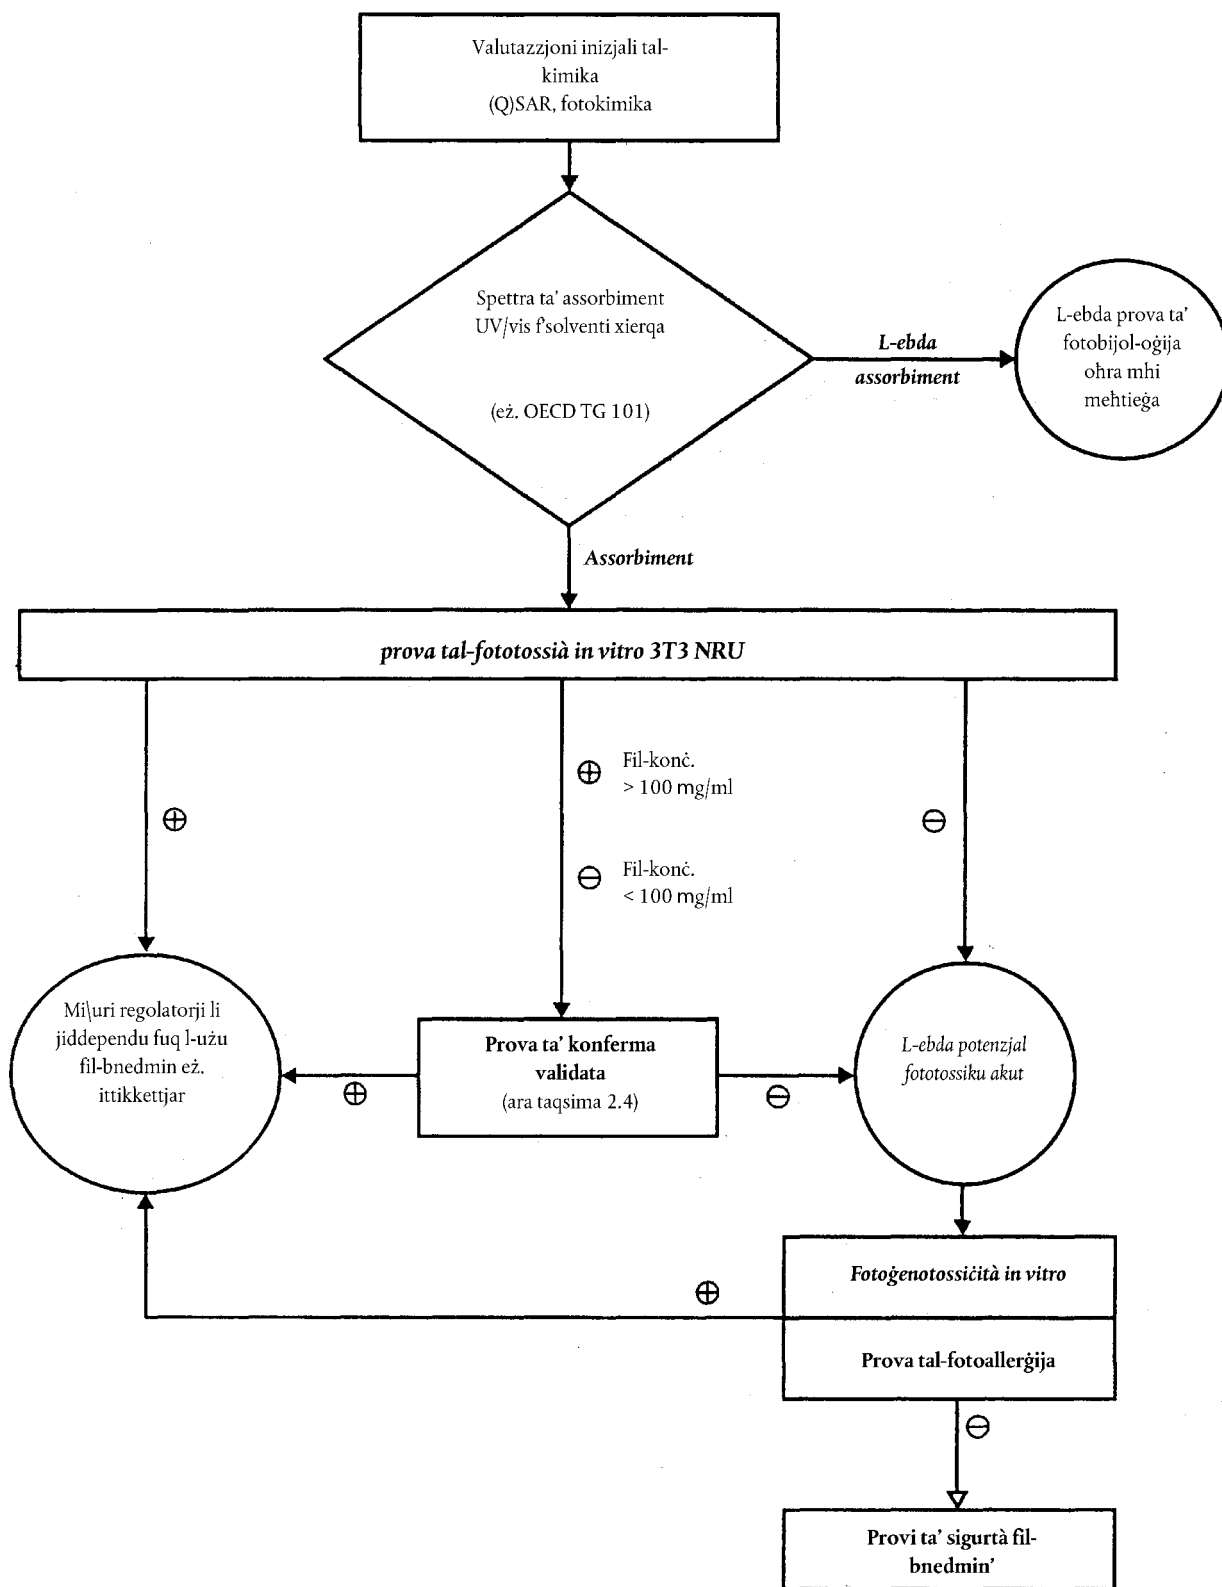 Valutazzjoni inizjali tal-
kimika
(Q)SAR, fotokimika
Spettra ta' assorbiment
UV/vis f'solventi xierqa
(eż. OECD TG 101)
L-ebda
assorbiment
L-ebda prova ta'
fotobijol-oġija
oħra mhi
meħtieġa
Assorbiment
prova tal-fototossià in vitro 3T3 NRU
Fil-konċ.
> 100 mg/ml
Fil-konċ.
< 100 mg/ml
Mi\uri regolatorji li
jiddependu fuq l-użu
fil-bnedmin eż.
ittikkettjar
Prova ta' konferma
validata
(ara taqsima 2.4)
L-ebda potenzjal
fototossiku akut
Fotoġenotossiċità in vitro
Prova tal-fotoallerġija
Provi ta' sigurtà fil-
bnedmin'